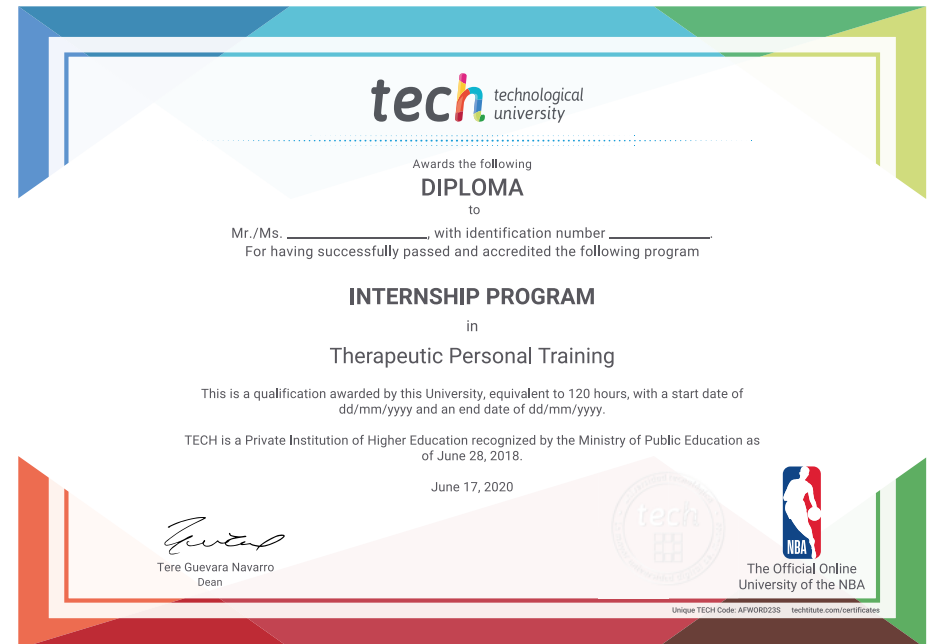 tech technological
university
Awards the following
DIPLOMA
to
Mr./Ms. ____________________, with identification number ______________.
For having successfully passed and accredited the following program
INTERNSHIP PROGRAM
in
Therapeutic Personal Training
This is a qualification awarded by this University, equivalent to 120 hours, with a start date of
dd/mm/yyyy and an end date of dd/mm/yyyy.
TECH is a Private Institution of Higher Education recognized by the Ministry of Public Education as
of June 28, 2018.
June 17, 2020
tech
NBA
Tere Guevara Navarro
Dean
The Official Online
University of the NBA
Unique TECH Code: AFWORD23S techtitute.com/certificates